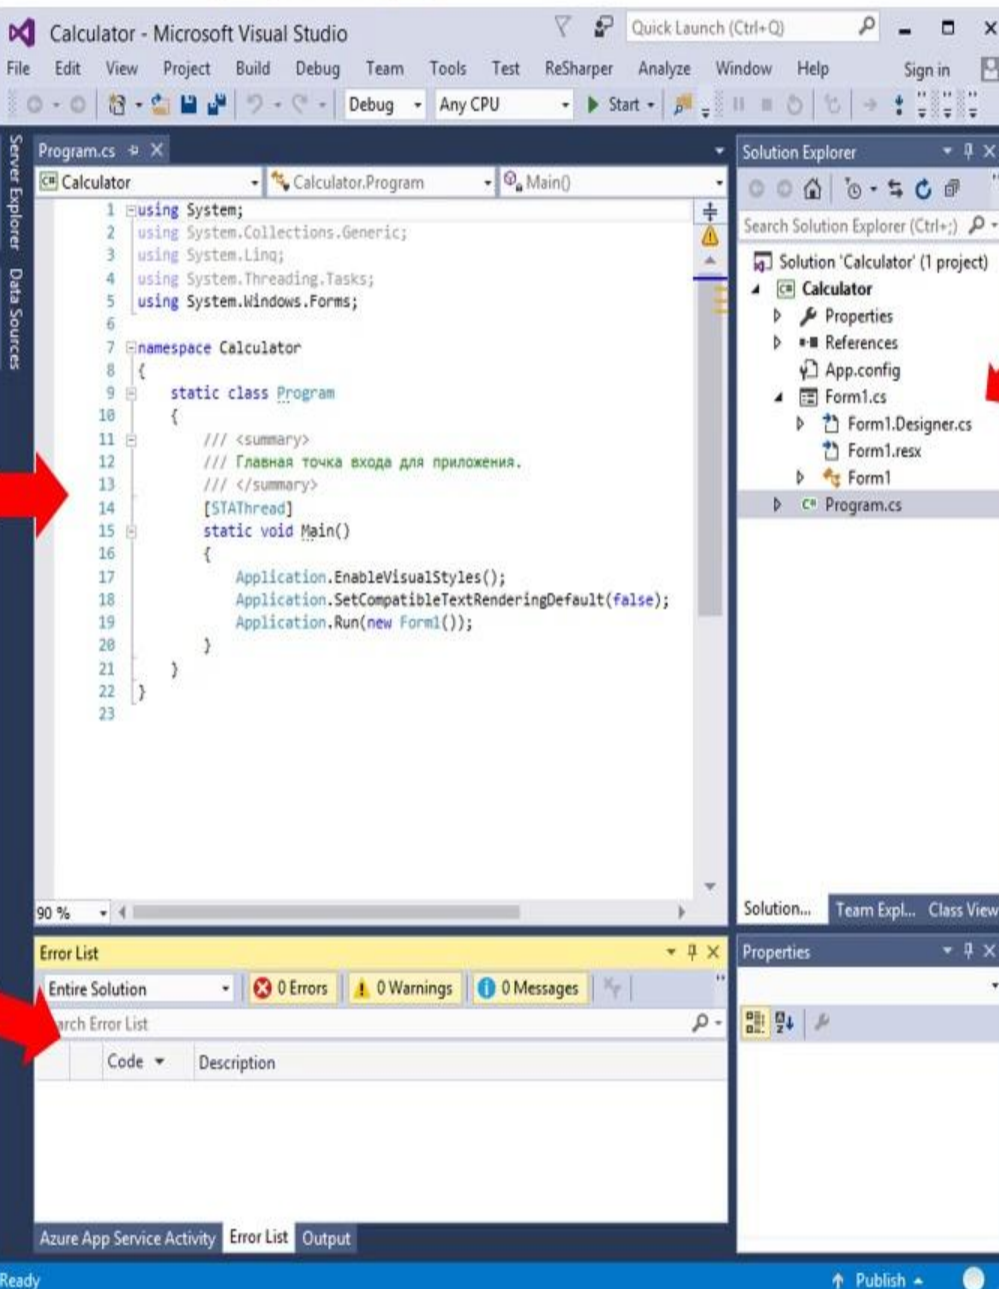 Calculator - Microsoft Visual Studio
Quick Launch (Ctrl+Q)
File Edit View Project Build Debug Team Tools Test ReSharper Analyze Window Help Sign in
Debug Any CPU Start
Server Explorer
Data Sources
Program.cs
Calculator Calculator.Program Main()
1 using System;
2 using System.Collections.Generic;
3 using System.Linq;
4 using System.Threading.Tasks;
5 using System.Windows.Forms;
6
7 namespace Calculator
8 {
9 static class Program
10 {
11 /// <summary>
12 /// Главная точка входа для приложения.
13 /// </summary>
14 [STAThread]
15 static void Main()
16 {
17 Application.EnableVisualStyles();
18 Application.SetCompatibleTextRenderingDefault(false);
19 Application.Run(new Form1());
20 }
21 }
22 }
23
90 %
Solution Explorer
Search Solution Explorer (Ctrl+;)
Solution 'Calculator' (1 project)
C# Calculator
Properties
References
App.config
Form1.cs
Form1.Designer.cs
Form1.resx
Form1
C# Program.cs
Solution... Team Expl... Class View
Error List
Entire Solution 0 Errors 0 Warnings 0 Messages
Error List
Code Description
Azure App Service Activity Error List Output
Properties
Ready
Publish